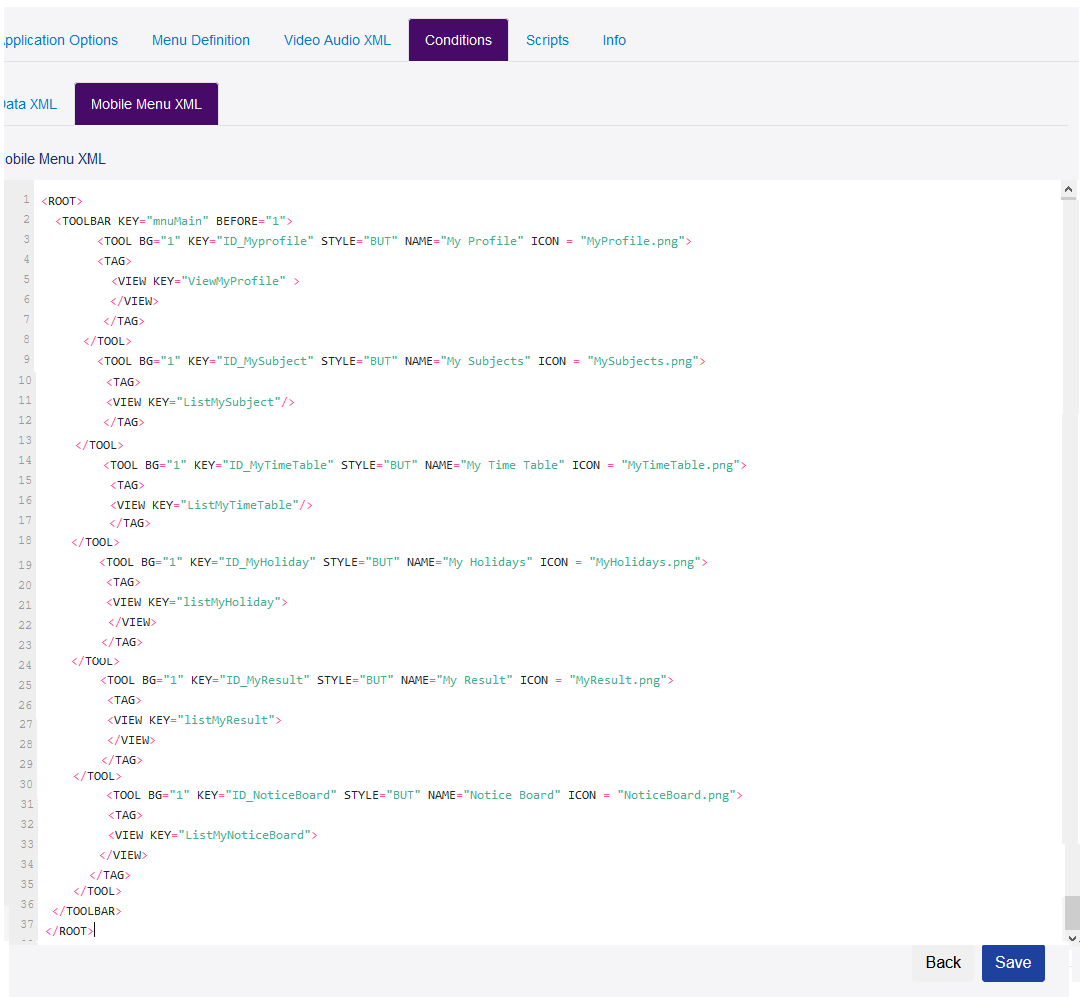 pplication Options Menu Definition Video Audio XML Conditions Scripts Info
ata XML Mobile Menu XML
obile Menu XML
1 <ROOT>
2 <TOOLBAR KEY="mnuMain" BEFORE="1">
3 <TOOL BG="1" KEY="ID_Myprofile" STYLE="BUT" NAME="My Profile" ICON = "MyProfile.png">
4 <TAG>
5 <VIEW KEY="ViewMyProfile" >
6 </VIEW>
7 </TAG>
8 </TOOL>
9 <TOOL BG="1" KEY="ID_MySubject" STYLE="BUT" NAME="My Subjects" ICON = "MySubjects.png">
10 <TAG>
11 <VIEW KEY="ListMySubject"/>
12 </TAG>
13 </TOOL>
14 <TOOL BG="1" KEY="ID_MyTimeTable" STYLE="BUT" NAME="My Time Table" ICON = "MyTimeTable.png">
15 <TAG>
16 <VIEW KEY="ListMyTimeTable"/>
17 </TAG>
18 </TOOL>
19 <TOOL BG="1" KEY="ID_MyHoliday" STYLE="BUT" NAME="My Holidays" ICON = "MyHolidays.png">
20 <TAG>
21 <VIEW KEY="listMyHoliday">
22 </VIEW>
23 </TAG>
24 </TOOL>
25 <TOOL BG="1" KEY="ID_MyResult" STYLE="BUT" NAME="My Result" ICON = "MyResult.png">
26 <TAG>
27 <VIEW KEY="listMyResult">
28 </VIEW>
29 </TAG>
30 </TOOL>
31 <TOOL BG="1" KEY="ID_NoticeBoard" STYLE="BUT" NAME="Notice Board" ICON = "NoticeBoard.png">
32 <TAG>
33 <VIEW KEY="ListMyNoticeBoard">
34 </VIEW>
35 </TAG>
36 </TOOL>
37 </TOOLBAR>
</ROOT>
Back Save